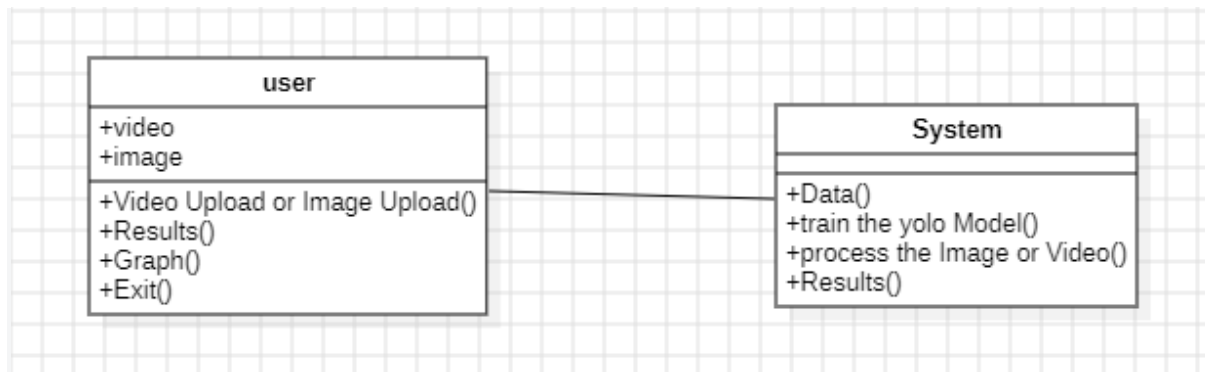 user
+video
+image
+Video Upload or Image Upload()
+Results()
+Graph()
+Exit()
System
+Data()
+train the yolo Model()
+process the Image or Video()
+Results()